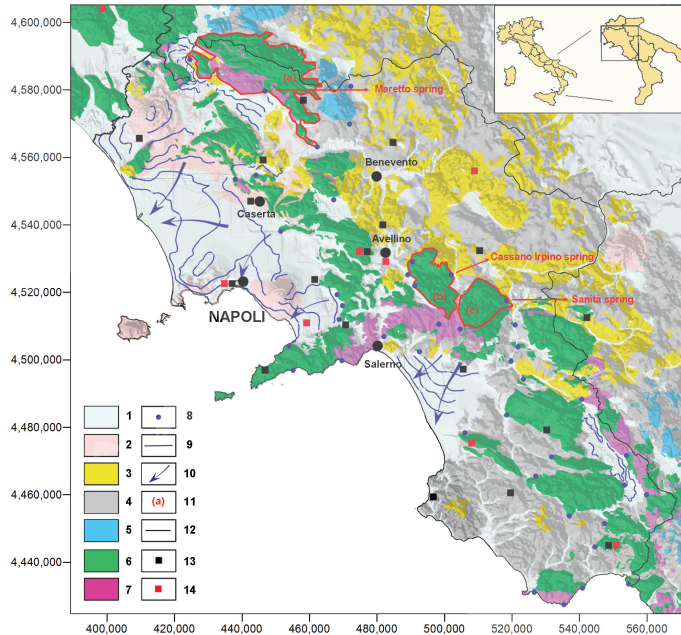 4,600,000
4,580,000
4,560,000
4,540,000
4,520,000
4,500,000
4,480,000
4,460,000
4,440,000
(a)
Maretto spring
Benevento
Caserta
Avellino
Cassano Irpino spring
(b)
(c)
Sanità spring
NAPOLI
Salerno
1 8
2 9
3 10
4 (a) 11
5 12
6 13
7 14
400,000 420,000 440,000 460,000 480,000 500,000 520,000 540,000 560,000